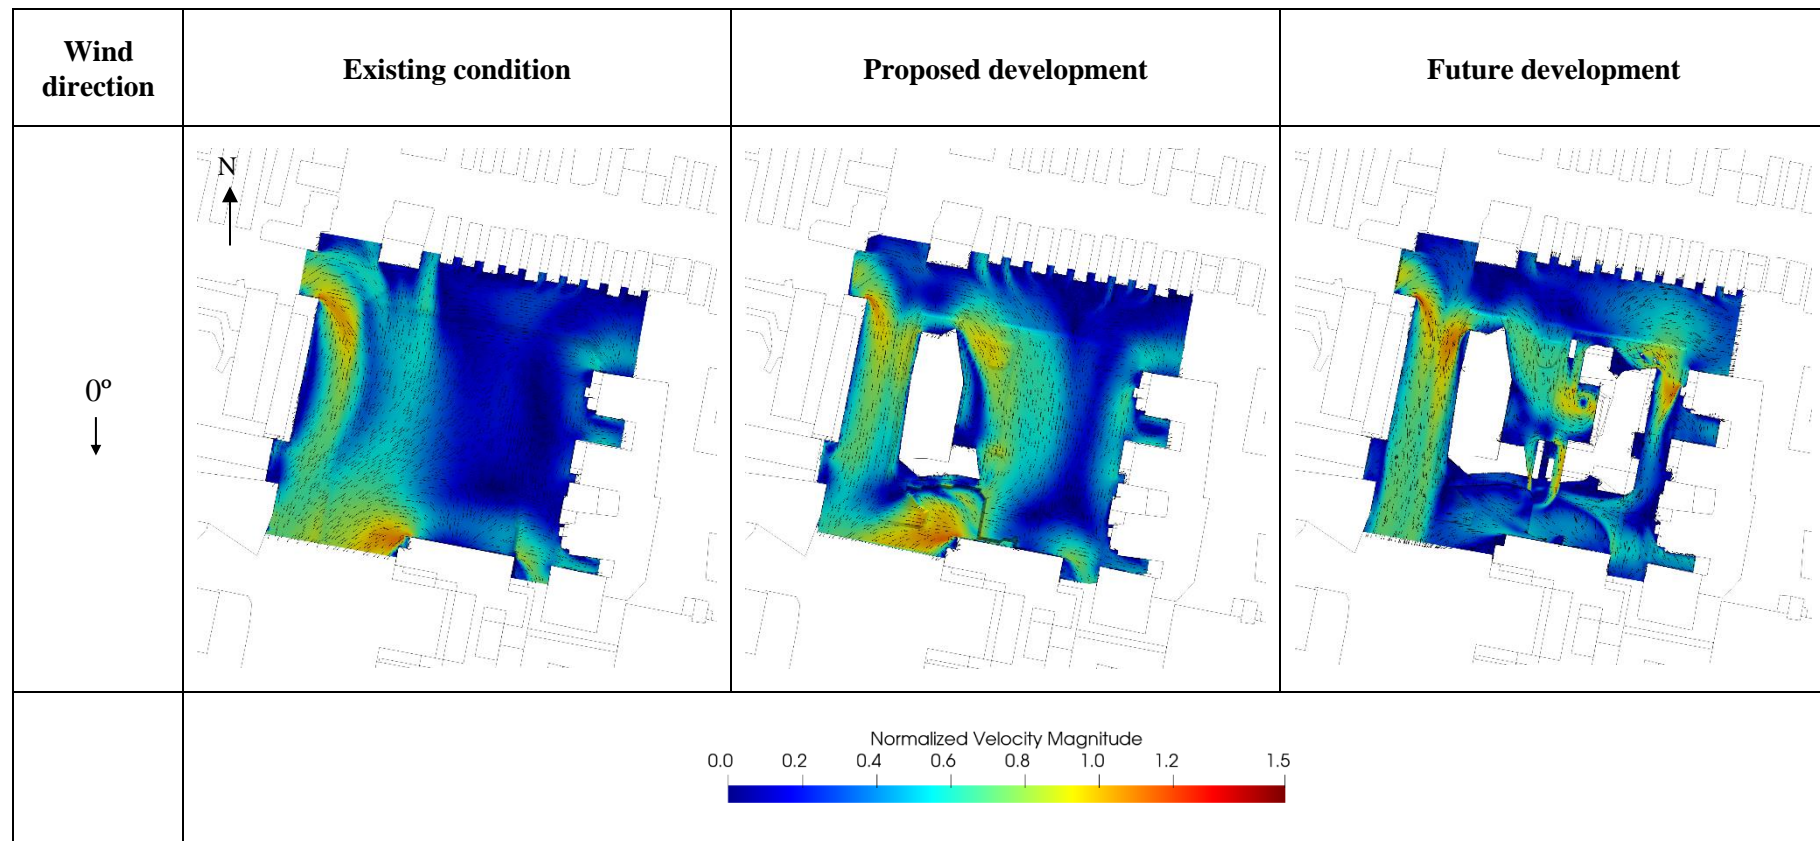 Wind
direction
Existing condition
Proposed development
Future development
N
0º
Normalized Velocity Magnitude
0.0 0.2 0.4 0.6 0.8 1.0 1.2 1.5